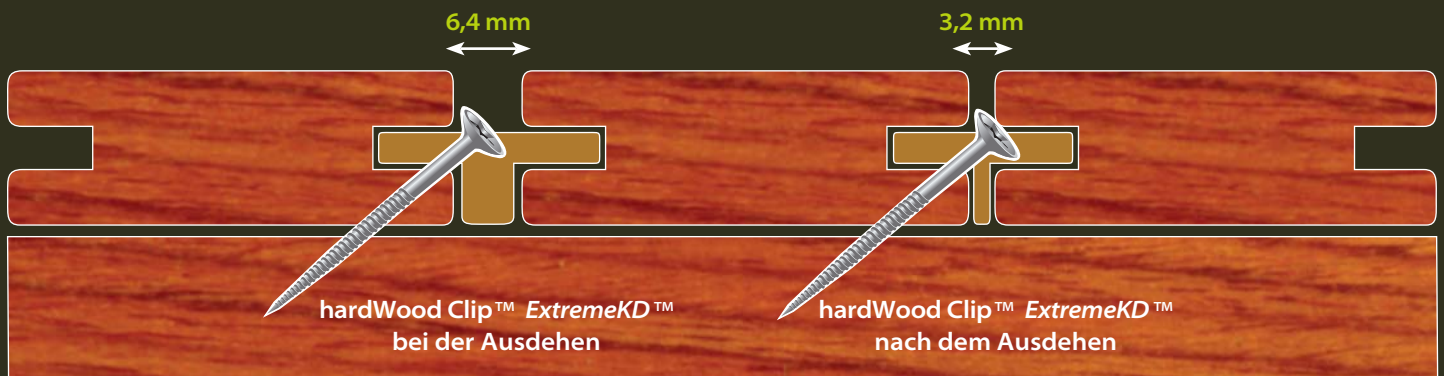 6,4 mm
3,2 mm
hardWood Clip™ ExtremeKD™
bei der Ausdehen
hardWood Clip™ ExtremeKD™
nach dem Ausdehen